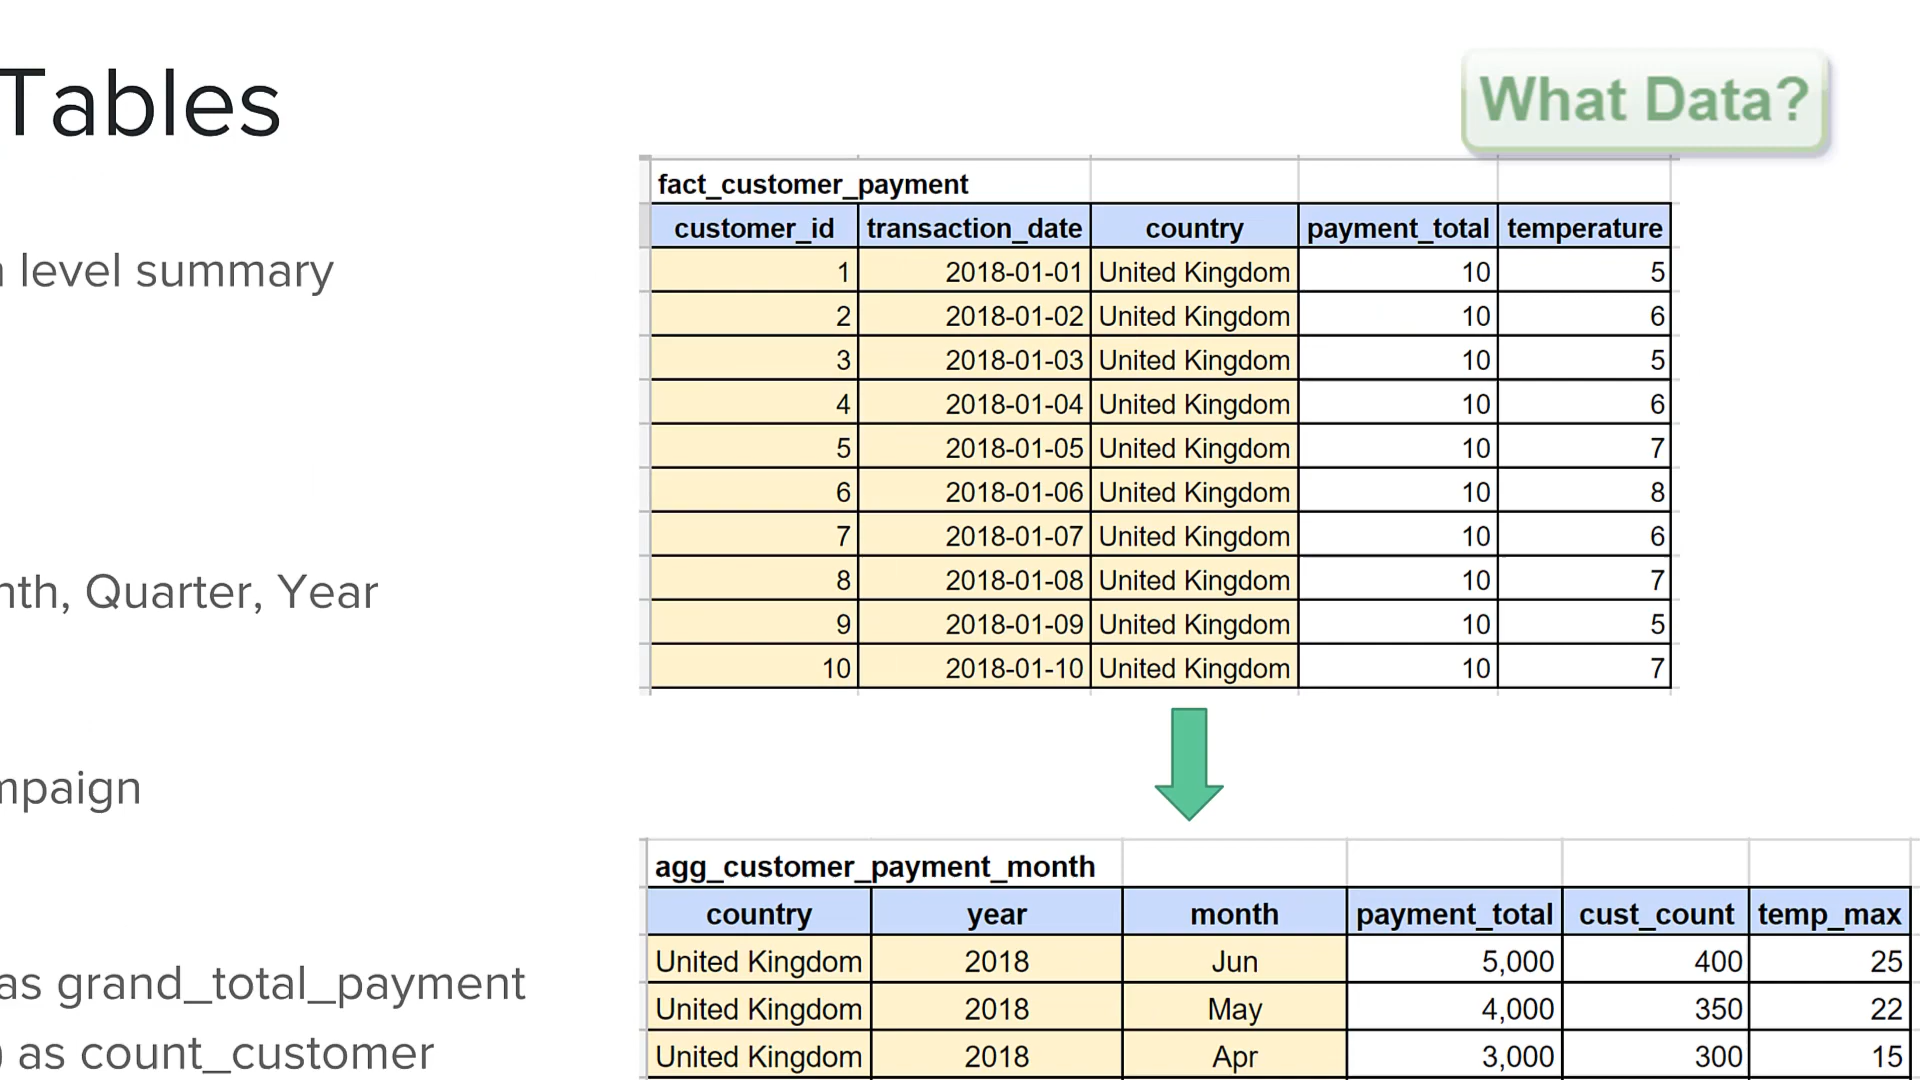 Tables
What Data?
level summary
Quarter, Year
as grand_total_payment
) as count_customer
fact_customer_payment
customer_id transaction_date country payment_total temperature
1 2018-01-01 United Kingdom 10 5
2 2018-01-02 United Kingdom 10 6
3 2018-01-03 United Kingdom 10 5
4 2018-01-04 United Kingdom 10 6
5 2018-01-05 United Kingdom 10 7
6 2018-01-06 United Kingdom 10 8
7 2018-01-07 United Kingdom 10 6
8 2018-01-08 United Kingdom 10 7
9 2018-01-09 United Kingdom 10 5
10 2018-01-10 United Kingdom 10 7
agg_customer_payment_month
country year month payment_total cust_count temp_max
United Kingdom 2018 Jun 5,000 400 25
United Kingdom 2018 May 4,000 350 22
United Kingdom 2018 Apr 3,000 300 15